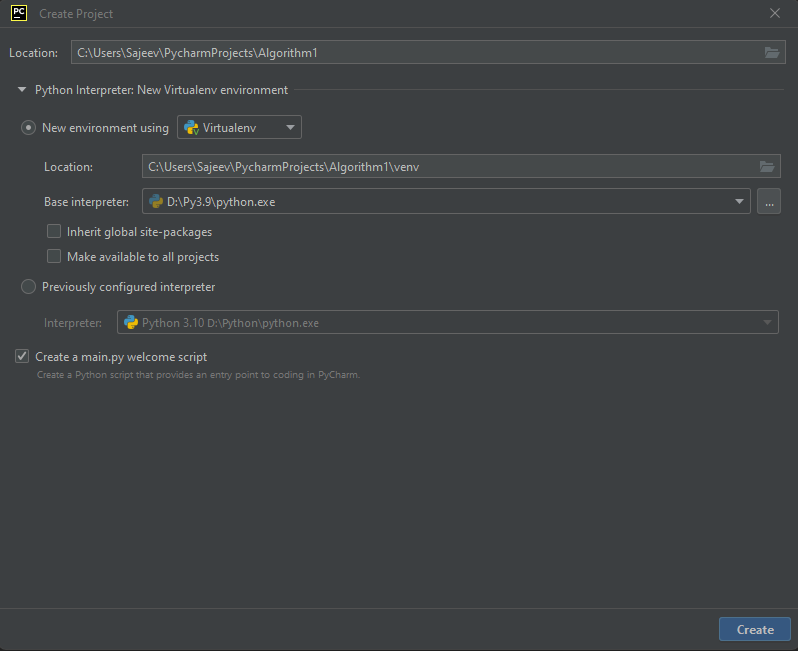 PC Create Project
Location: C:\Users\Sajeev\PycharmProjects\Algorithm1
Python Interpreter: New Virtualenv environment
New environment using Virtualenv
Location: C:\Users\Sajeev\PycharmProjects\Algorithm1\venv
Base interpreter: D:\Py3.9\python.exe ...
Inherit global site-packages
Make available to all projects
Previously configured interpreter
Interpreter: Python 3.10 D:\Python\python.exe
Create a main.py welcome script
Create a Python script that provides an entry point to coding in PyCharm.
Create